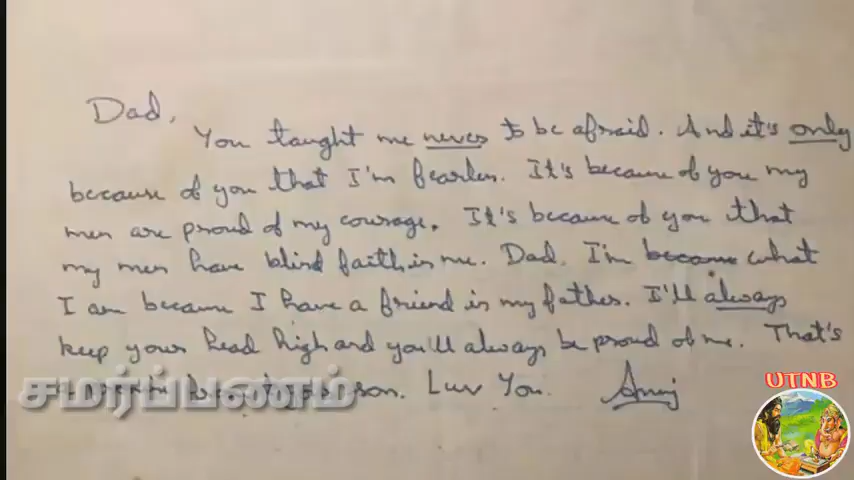 Dad,
You taught me never to be afraid. And it's only
because of you that I'm fearless. It's because of you my
men are proud of my courage. It's because of you that
my men have blind faith in me. Dad. I'm became what
I am because I have a friend in my father. I'll always
keep your head high and you'll always be proud of me. That's
சமர்ப்பணம்
son. Luv You. Anuj
UTNB